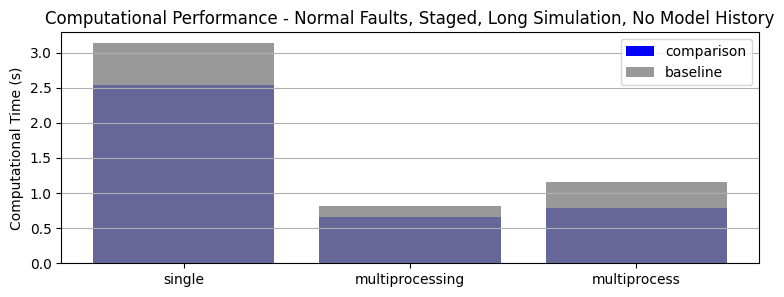 Computational Performance - Normal Faults, Staged, Long Simulation, No Model History
comparison
baseline
Computational Time (s)
3.0
2.5
2.0
1.5
1.0
0.5
0.0
single
multiprocessing
multiprocess